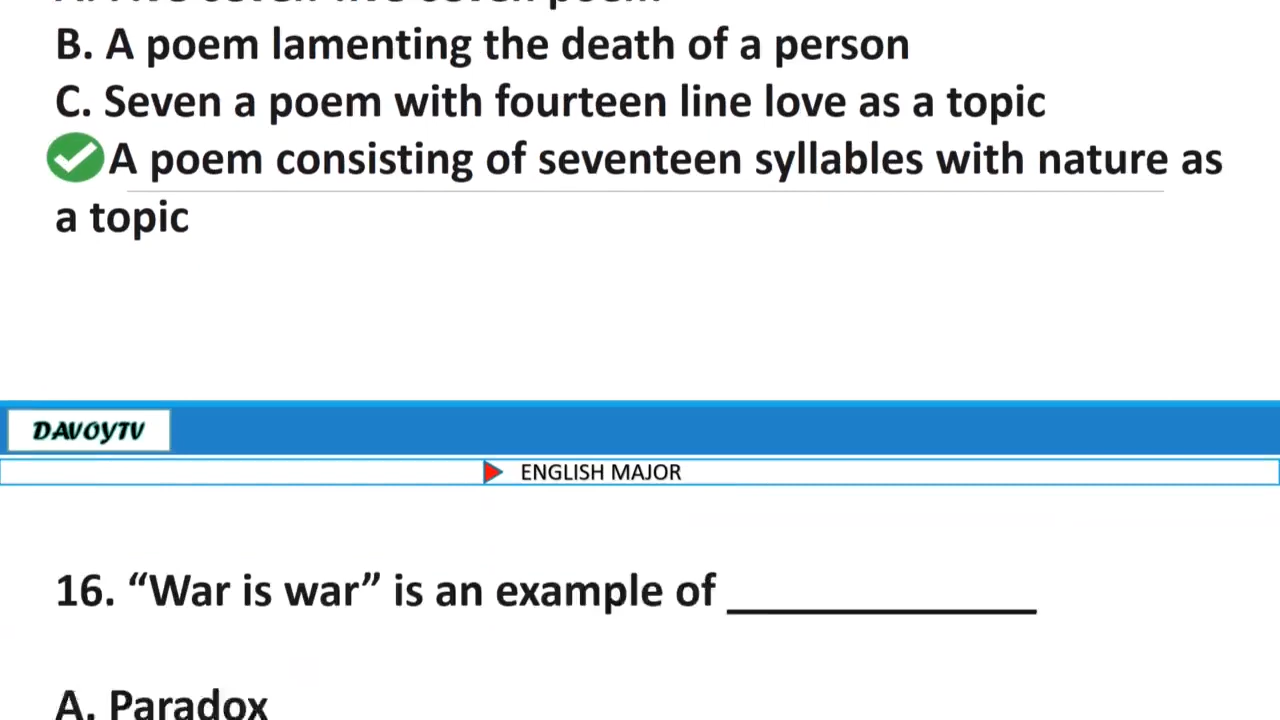 B. A poem lamenting the death of a person
C. Seven a poem with fourteen line love as a topic
A poem consisting of seventeen syllables with nature as
a topic
DAVOYTV
ENGLISH MAJOR
16. “War is war” is an example of ______________
A. Paradox